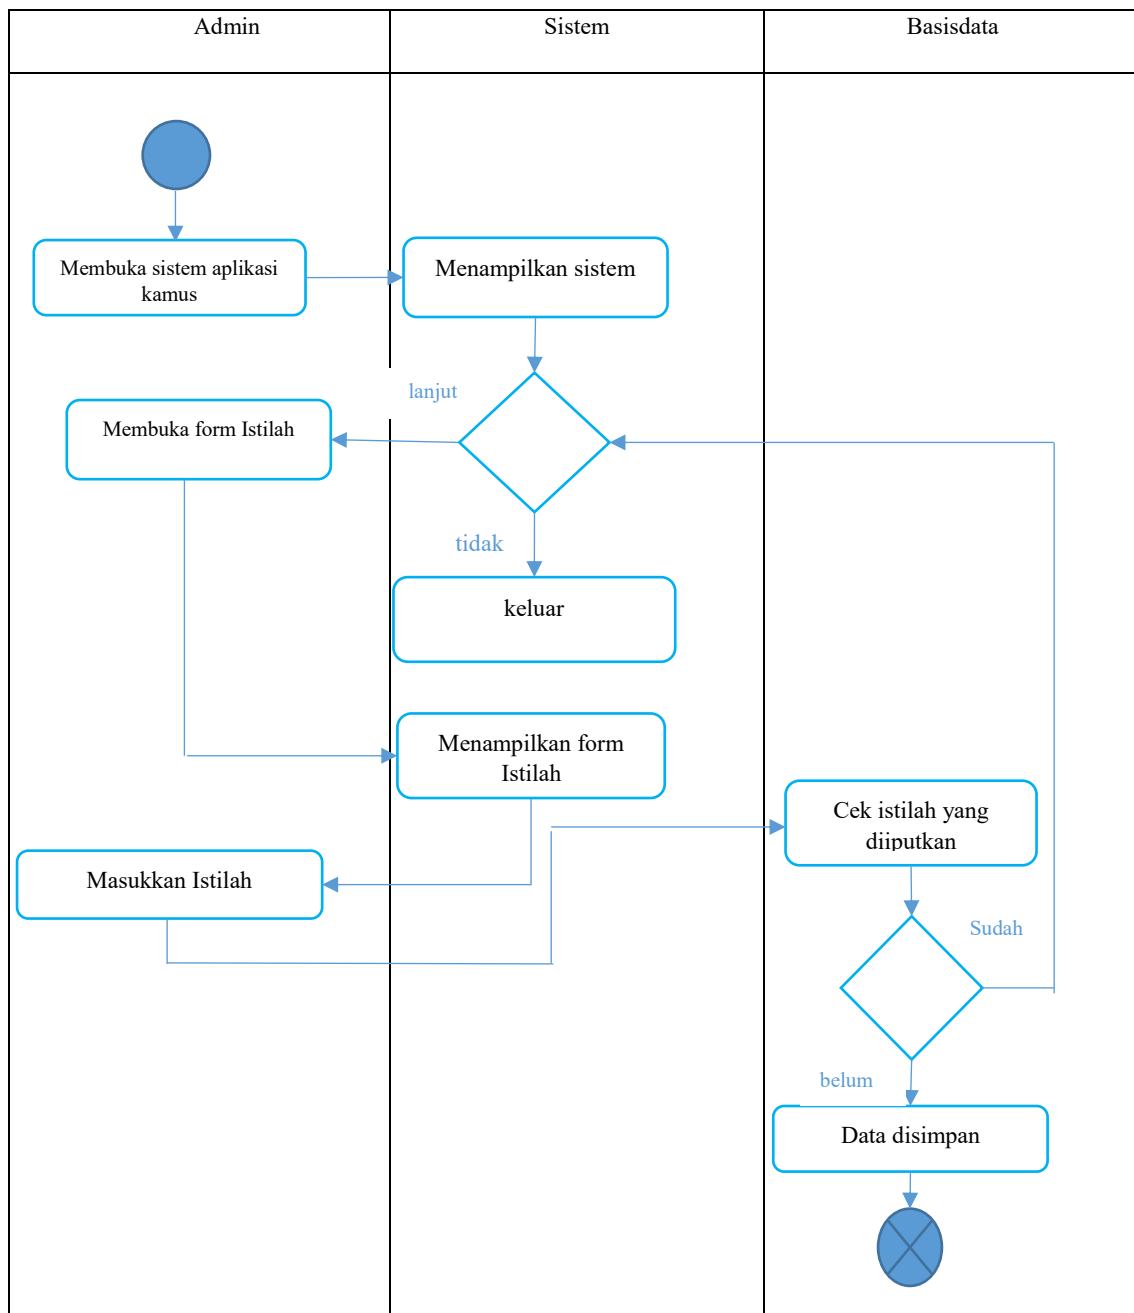 Admin
Sistem
Basisdata
Membuka sistem aplikasi
kamus
Menampilkan sistem
lanjut
Membuka form Istilah
tidak
keluar
Menampilkan form
Istilah
Cek istilah yang
diiputkan
Masukkan Istilah
Sudah
belum
Data disimpan